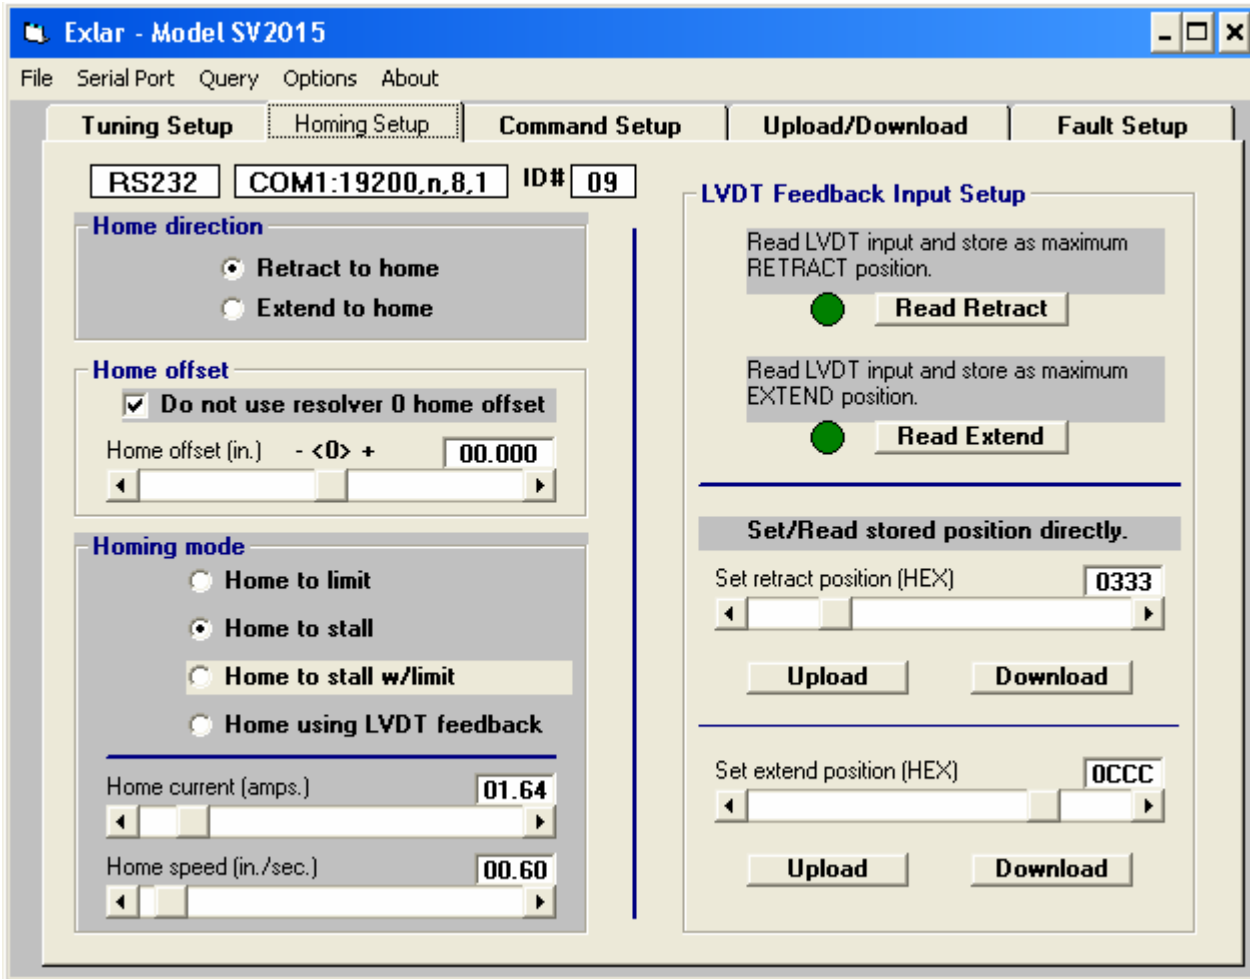 Exlar - Model SV2015
File Serial Port Query Options About
Tuning Setup Homing Setup Command Setup Upload/Download Fault Setup
RS232 COM1:19200,n,8,1 ID# 09
Home direction
Retract to home
Extend to home
Home offset
Do not use resolver 0 home offset
Home offset (in.) - <0> + 00.000
Homing mode
Home to limit
Home to stall
Home to stall w/limit
Home using LVDT feedback
Home current (amps.) 01.64
Home speed (in./sec.) 00.60
LVDT Feedback Input Setup
Read LVDT input and store as maximum
RETRACT position.
Read Retract
Read LVDT input and store as maximum
EXTEND position.
Read Extend
Set/Read stored position directly.
Set retract position (HEX) 0333
Upload Download
Set extend position (HEX) 0CCC
Upload Download